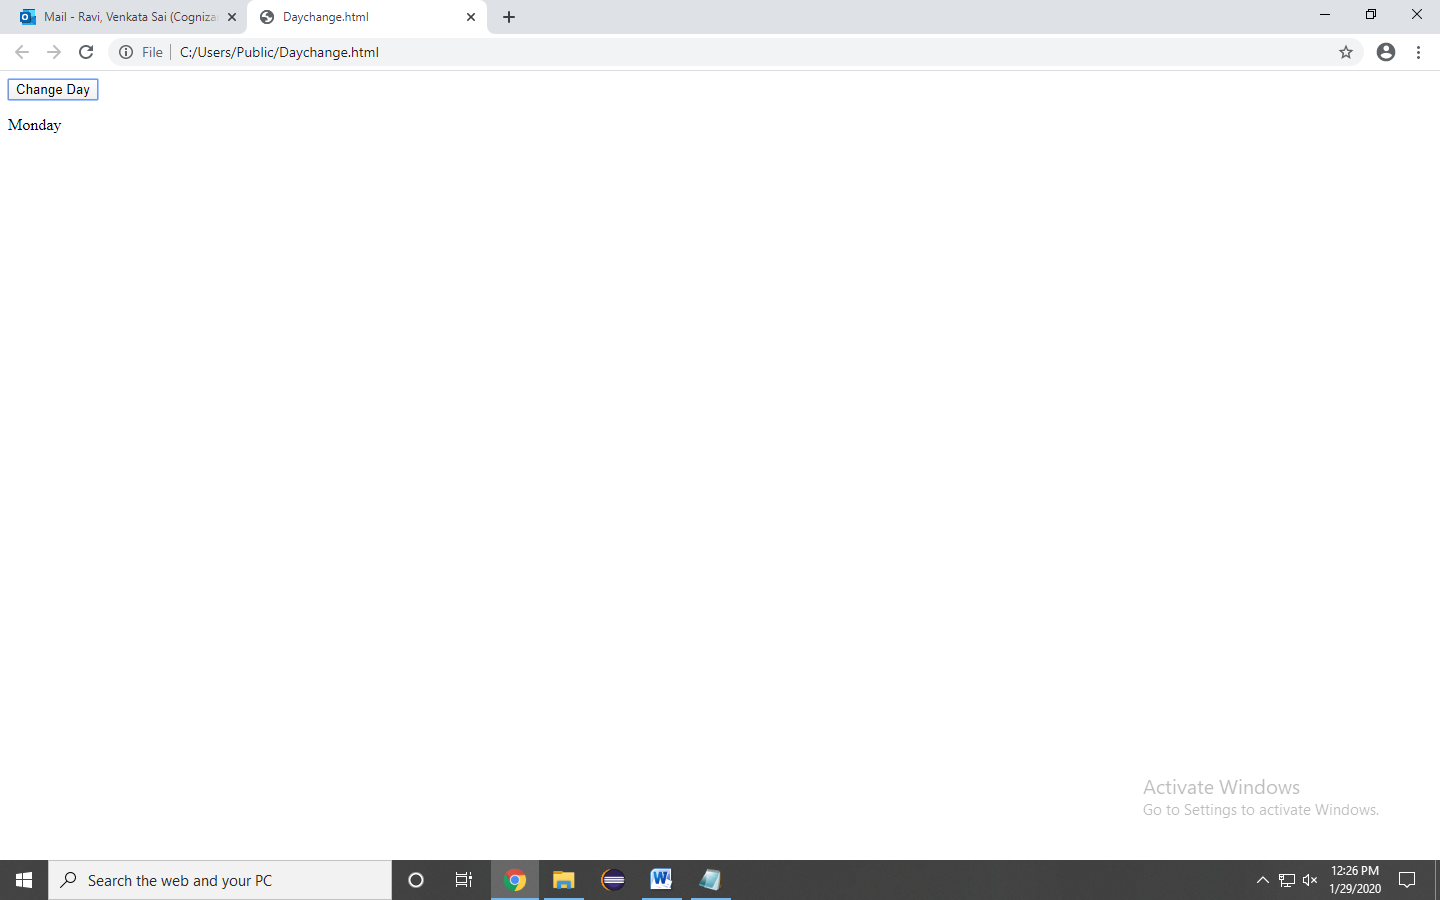 Mail - Ravi, Venkata Sai (Cogniza
Daychange.html
File
C:/Users/Public/Daychange.html
Change Day
Monday
Activate Windows
Go to Settings to activate Windows.
Search the web and your PC
12:26 PM
1/29/2020